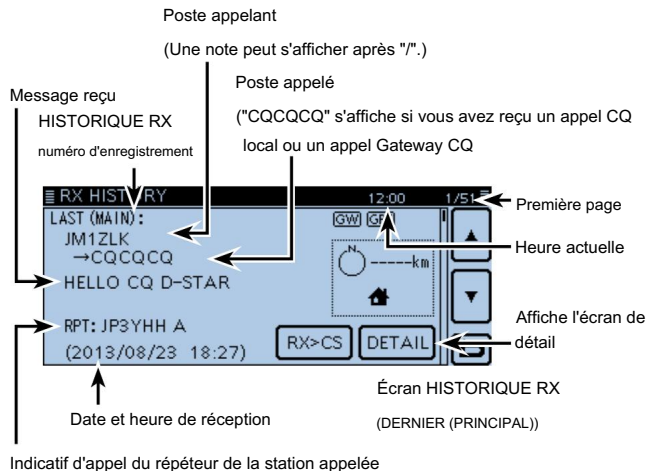 Poste appelant
(Une note peut s'afficher après "/".)
Poste appelé
("CQCQCQ" s'affiche si vous avez reçu un appel CQ
local ou un appel Gateway CQ
Message reçu
HISTORIQUE RX
numéro d'enregistrement
RX HISTORY 12:00 1/51
LAST (MAIN):
GW
JM1ZLK
→CQCQCQ
N
-----km
HELLO CQ D-STAR
RPT: JP3YHH A
(2013/08/23 18:27)
RX>CS DETAIL
Première page
Heure actuelle
Affiche l'écran de
détail
Écran HISTORIQUE RX
(DERNIER (PRINCIPAL))
Date et heure de réception
Indicatif d'appel du répéteur de la station appelée